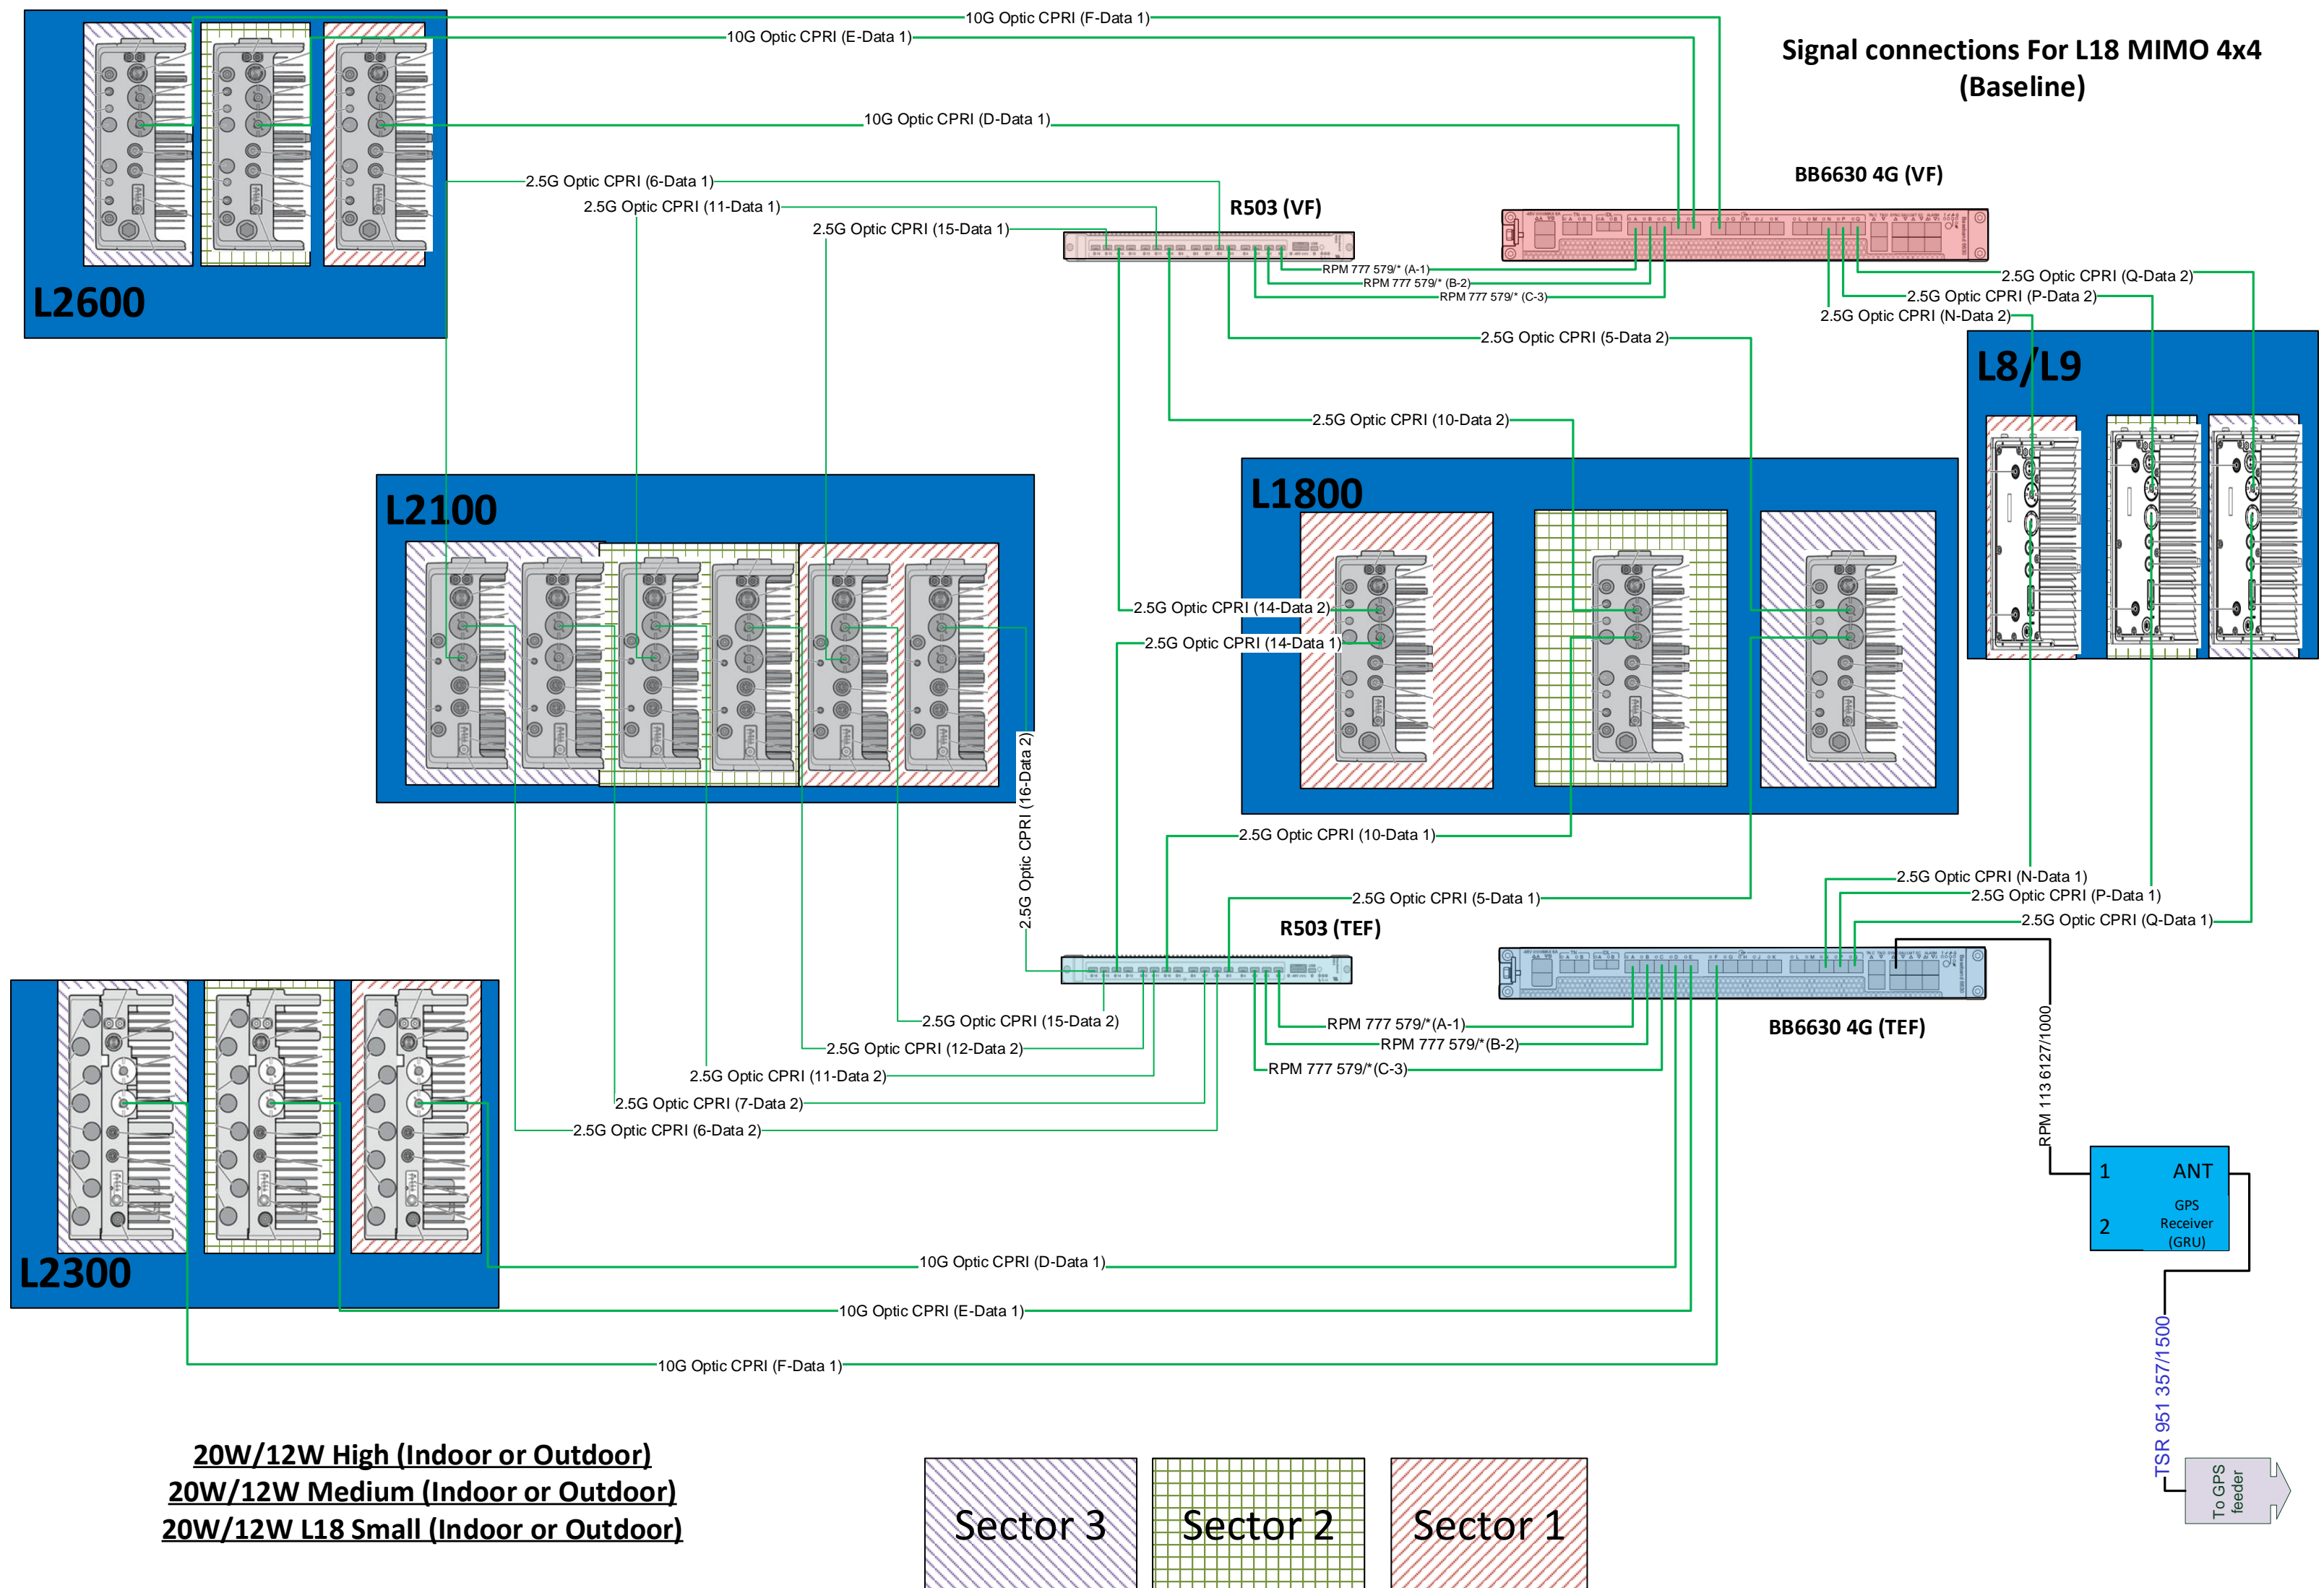 10G Optic CPRI (F-Data 1)
10G Optic CPRI (E-Data 1)
Signal connections For L18 MIMO 4x4
(Baseline)
10G Optic CPRI (D-Data 1)
BB6630 4G (VF)
2.5G Optic CPRI (6-Data 1)
2.5G Optic CPRI (11-Data 1)
R503 (VF)
2.5G Optic CPRI (15-Data 1)
RPM 777 579/* (A-1)
RPM 777 579/* (B-2)
RPM 777 579/* (C-3)
2.5G Optic CPRI (Q-Data 2)
2.5G Optic CPRI (P-Data 2)
2.5G Optic CPRI (N-Data 2)
L2600
2.5G Optic CPRI (5-Data 2)
L8/L9
2.5G Optic CPRI (10-Data 2)
L2100
L1800
2.5G Optic CPRI (14-Data 2)
2.5G Optic CPRI (14-Data 1)
2.5G Optic CPRI (16-Data 2)
2.5G Optic CPRI (10-Data 1)
2.5G Optic CPRI (N-Data 1)
2.5G Optic CPRI (P-Data 1)
2.5G Optic CPRI (5-Data 1)
2.5G Optic CPRI (Q-Data 1)
R503 (TEF)
BB6630 4G (TEF)
2.5G Optic CPRI (15-Data 2)
RPM 777 579/*(A-1)
2.5G Optic CPRI (12-Data 2)
RPM 777 579/*(B-2)
2.5G Optic CPRI (11-Data 2)
RPM 777 579/*(C-3)
2.5G Optic CPRI (7-Data 2)
2.5G Optic CPRI (6-Data 2)
RPM 113 6127/1000
1 ANT
2
GPS
Receiver
(GRU)
L2300
10G Optic CPRI (D-Data 1)
10G Optic CPRI (E-Data 1)
10G Optic CPRI (F-Data 1)
TSR 951 357/1500
To GPS
feeder
20W/12W High (Indoor or Outdoor)
20W/12W Medium (Indoor or Outdoor)
20W/12W L18 Small (Indoor or Outdoor)
Sector 3
Sector 2
Sector 1